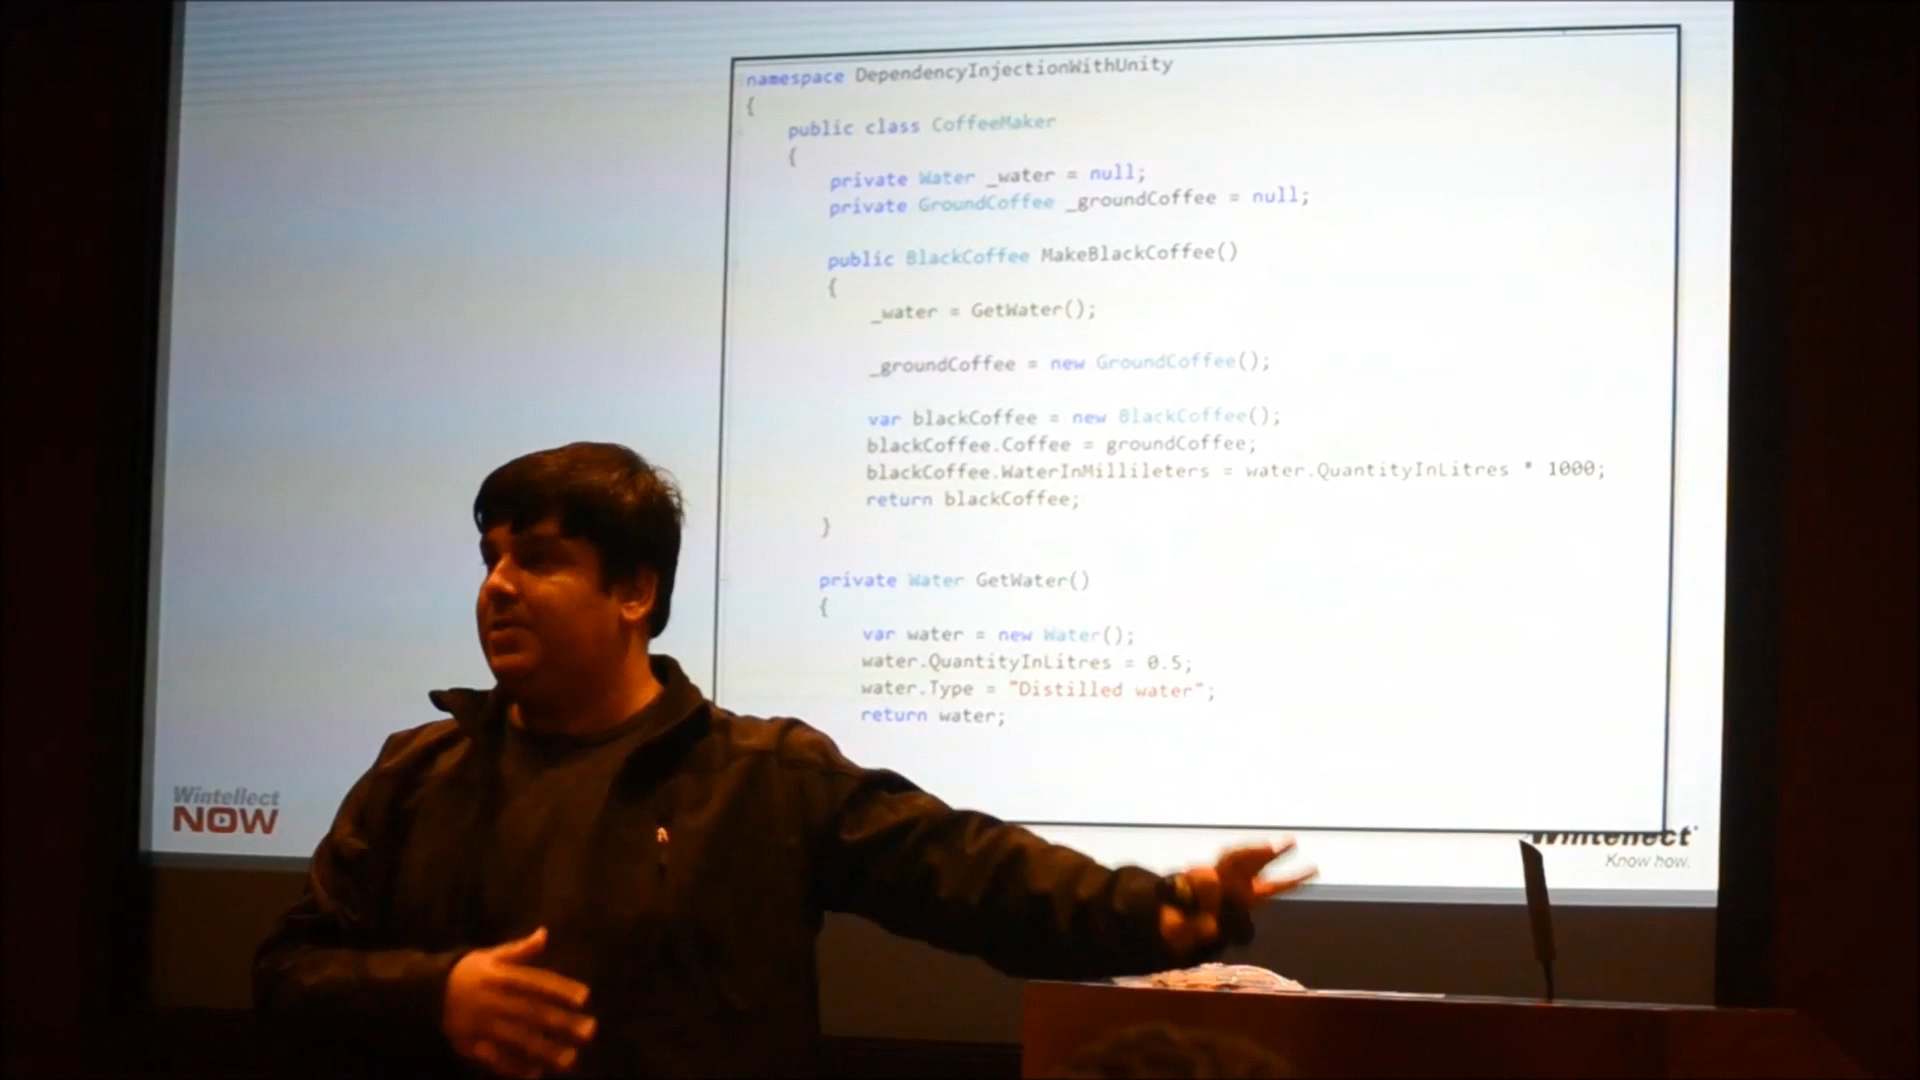 namespace DependencyInjectionWithUnity
{
public class CoffeeMaker
{
private Water _water = null;
private GroundCoffee _groundCoffee = null;
public BlackCoffee MakeBlackCoffee()
{
_water = GetWater();
_groundCoffee = new GroundCoffee();
var blackCoffee = new BlackCoffee();
blackCoffee.Coffee = groundCoffee;
blackCoffee.WaterInMillileters = water.QuantityInLitres * 1000;
return blackCoffee;
}
private Water GetWater()
{
var water = new Water();
water.QuantityInLitres = 0.5;
water.Type = "Distilled water";
return water;
Wintellect
NOW
Wintellect
Know how.